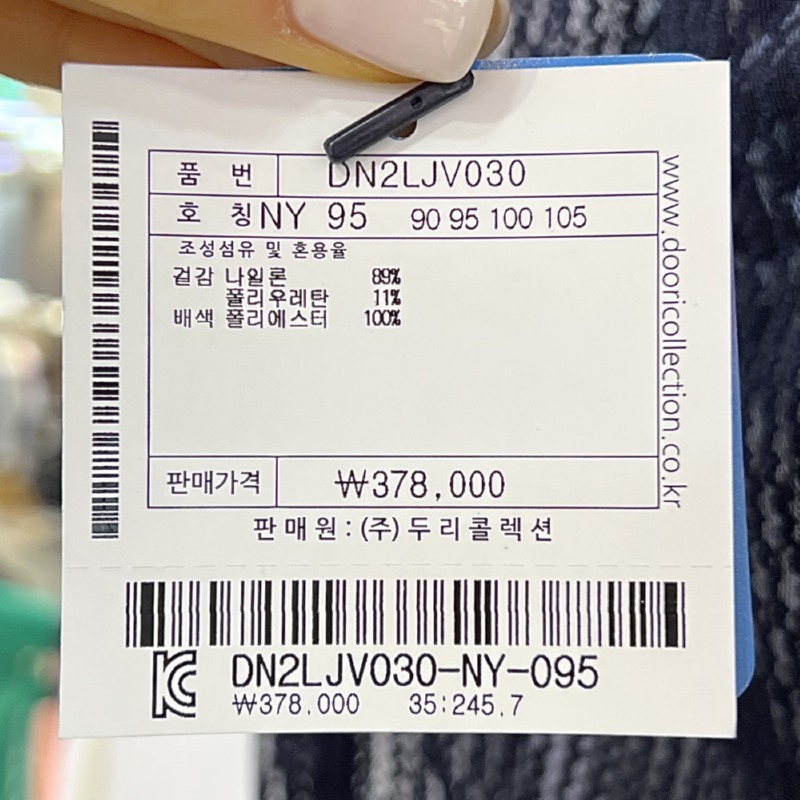 품 번 DN2LJV030
호 칭 NY 95 90 95 100 105
조성섬유 및 혼용율
겉감 나일론 89%
폴리우레탄 11%
배색 폴리에스터 100%
판매가격 ₩378,000
판매원 : (주)두리콜렉션
www.dooricollection.co.kr
KC DN2LJV030-NY-095
₩378,000 35:245.7